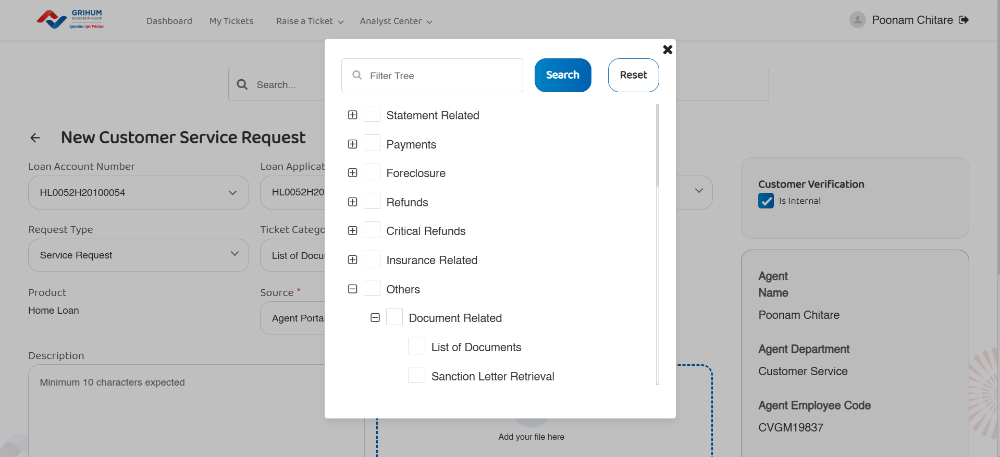 GRIHUM
HOUSING FINANCE
Apna Ghar. Apni Pehchan.
Dashboard
My Tickets
Raise a Ticket
Analyst Center
Poonam Chitare
Search...
Filter Tree
Search
Reset
Statement Related
Payments
Foreclosure
Refunds
Critical Refunds
Insurance Related
Others
Document Related
List of Documents
Sanction Letter Retrieval
New Customer Service Request
Loan Account Number
HL0052H20100054
Loan Applicat
HL0052H20
Request Type
Service Request
Ticket Catego
List of Docu
Product
Home Loan
Source *
Agent Porta
Description
Minimum 10 characters expected
Add your file here
Customer Verification
Is Internal
Agent
Name
Poonam Chitare
Agent Department
Customer Service
Agent Employee Code
CVGM19837